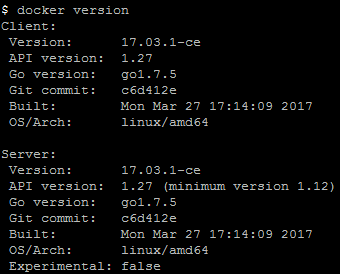 $ docker version
Client:
 Version:      17.03.1-ce
 API version:  1.27
 Go version:   go1.7.5
 Git commit:   c6d412e
 Built:        Mon Mar 27 17:14:09 2017
 OS/Arch:      linux/amd64

Server:
 Version:      17.03.1-ce
 API version:  1.27 (minimum version 1.12)
 Go version:   go1.7.5
 Git commit:   c6d412e
 Built:        Mon Mar 27 17:14:09 2017
 OS/Arch:      linux/amd64
 Experimental: false